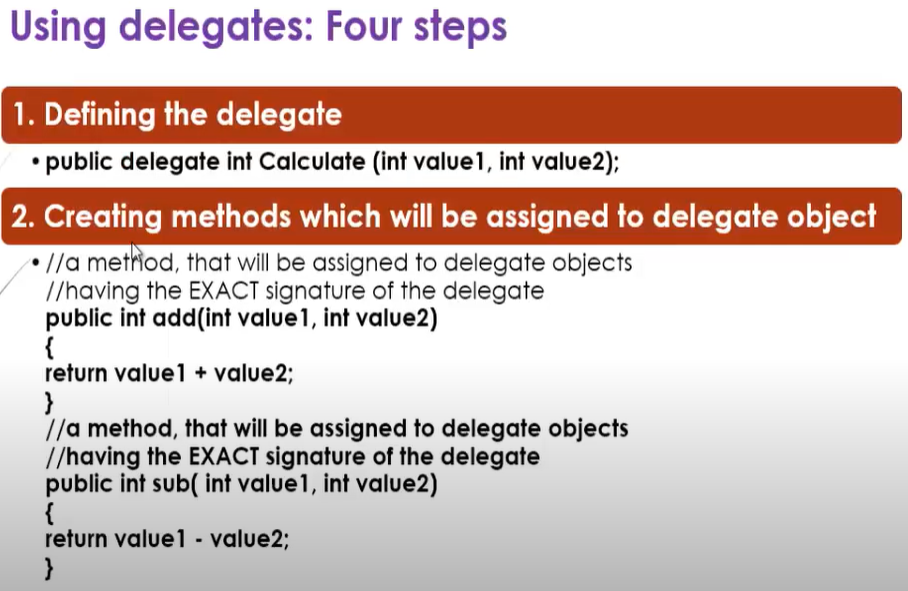 Using delegates: Four steps
1. Defining the delegate
• public delegate int Calculate (int value1, int value2);
2. Creating methods which will be assigned to delegate object
• //a method, that will be assigned to delegate objects
//having the EXACT signature of the delegate
public int add(int value1, int value2)
{
return value1 + value2;
}
//a method, that will be assigned to delegate objects
//having the EXACT signature of the delegate
public int sub( int value1, int value2)
{
return value1 - value2;
}